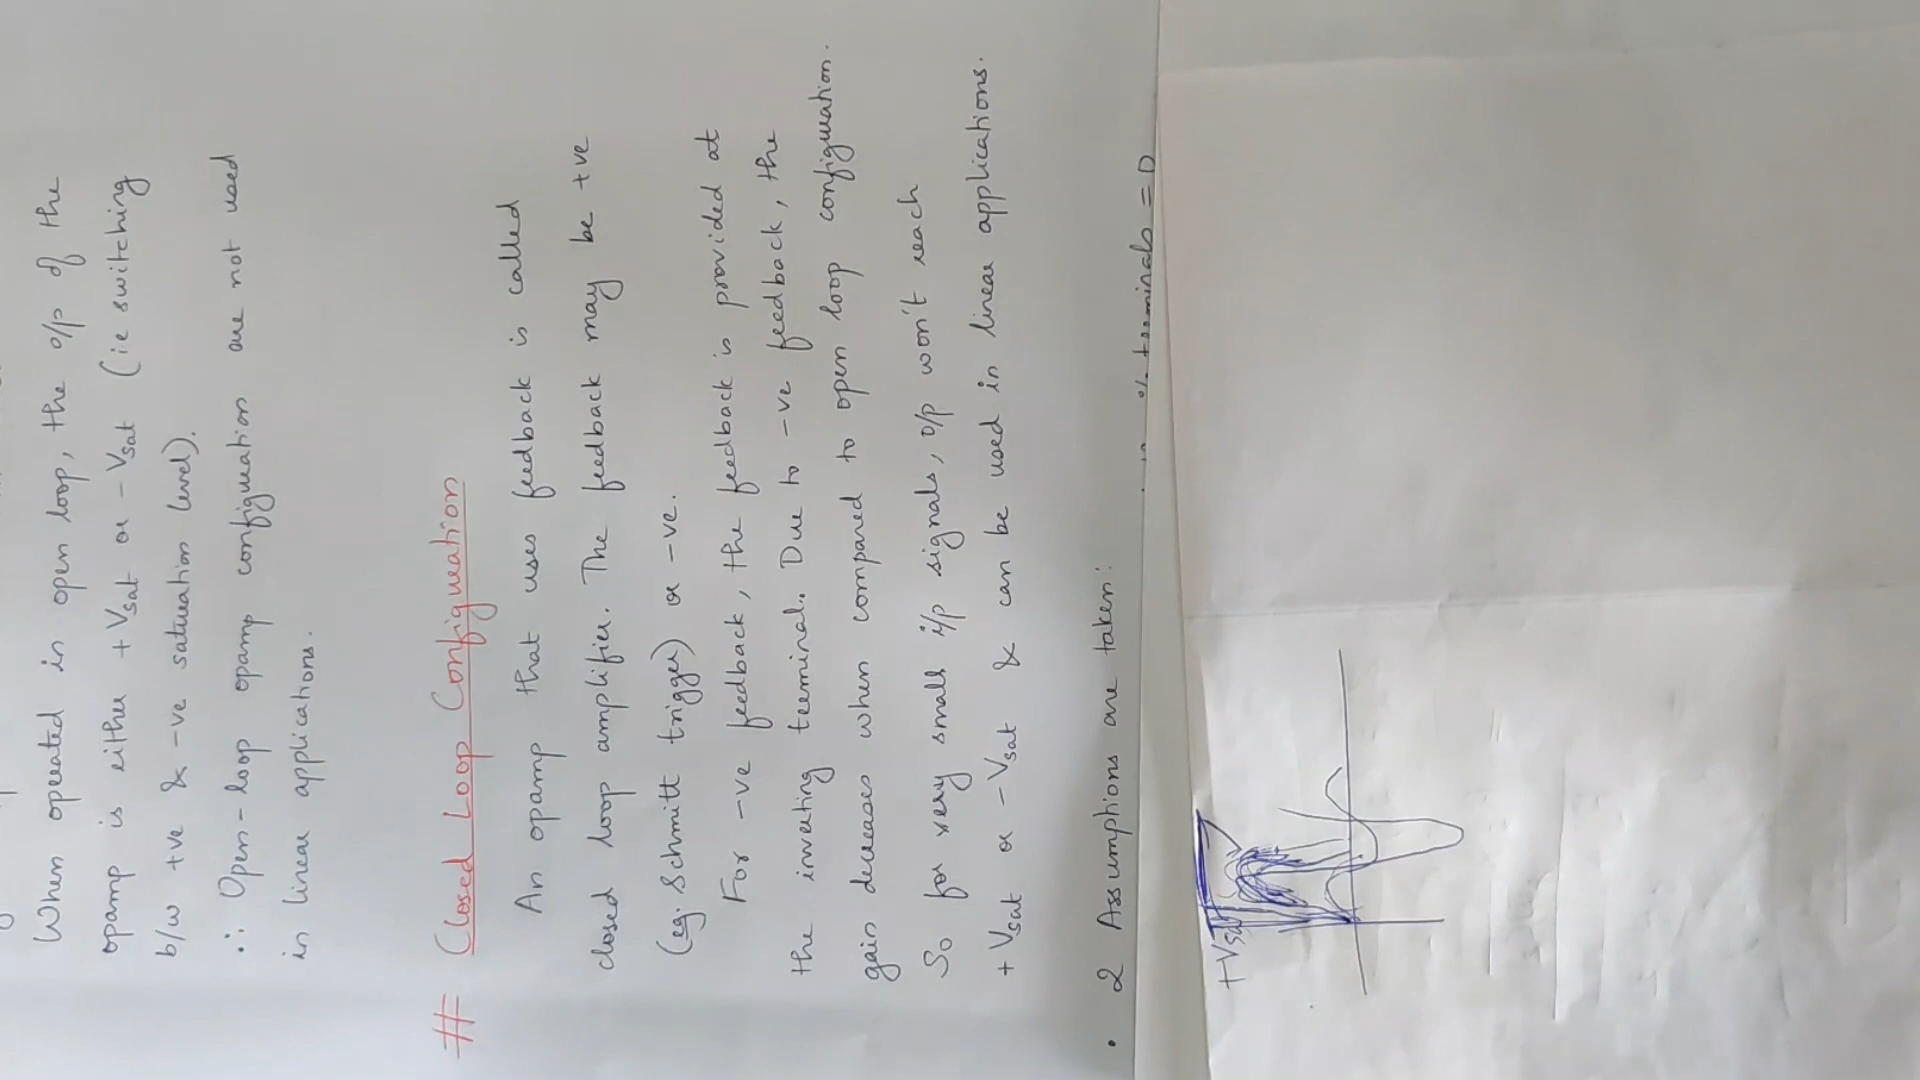 When operated in open loop, the o/p of the
opamp is either + Vsat or - Vsat (ie switching
b/w +ve & -ve saturation level).
∴ Open-loop opamp configuration are not used
in linear applications.
# Closed Loop Configuration
An opamp that uses feedback is called
closed loop amplifier. The feedback may be +ve
(eg. Schmitt trigger) or -ve.
For -ve feedback, the feedback is provided at
the inverting terminal. Due to -ve feedback, the
gain decreases when compared to open loop configuration.
So for very small i/p signals, o/p won't reach
+ Vsat or - Vsat & can be used in linear applications.
• 2 Assumptions are taken:
terminals = 0
+Vsat